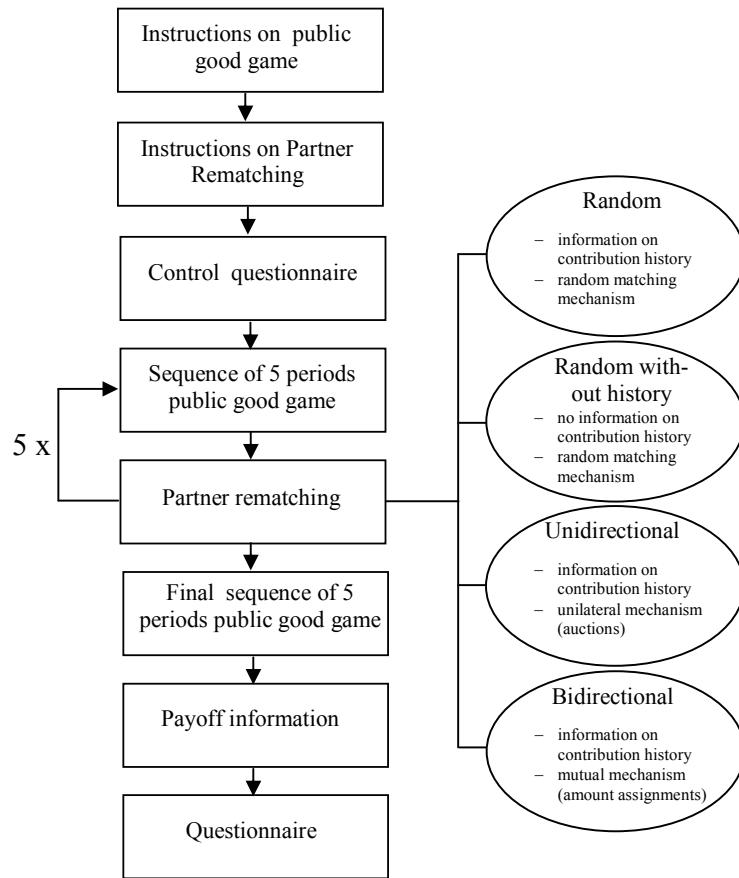 Instructions on public
good game
Instructions on Partner
Rematching
Control questionnaire
Sequence of 5 periods
public good game
5 x
Partner rematching
Final sequence of 5
periods public good game
Payoff information
Questionnaire
Random
– information on
contribution history
– random matching
mechanism
Random with-
out history
– no information on
contribution history
– random matching
mechanism
Unidirectional
– information on
contribution history
– unilateral mechanism
(auctions)
Bidirectional
– information on
contribution history
– mutual mechanism
(amount assignments)